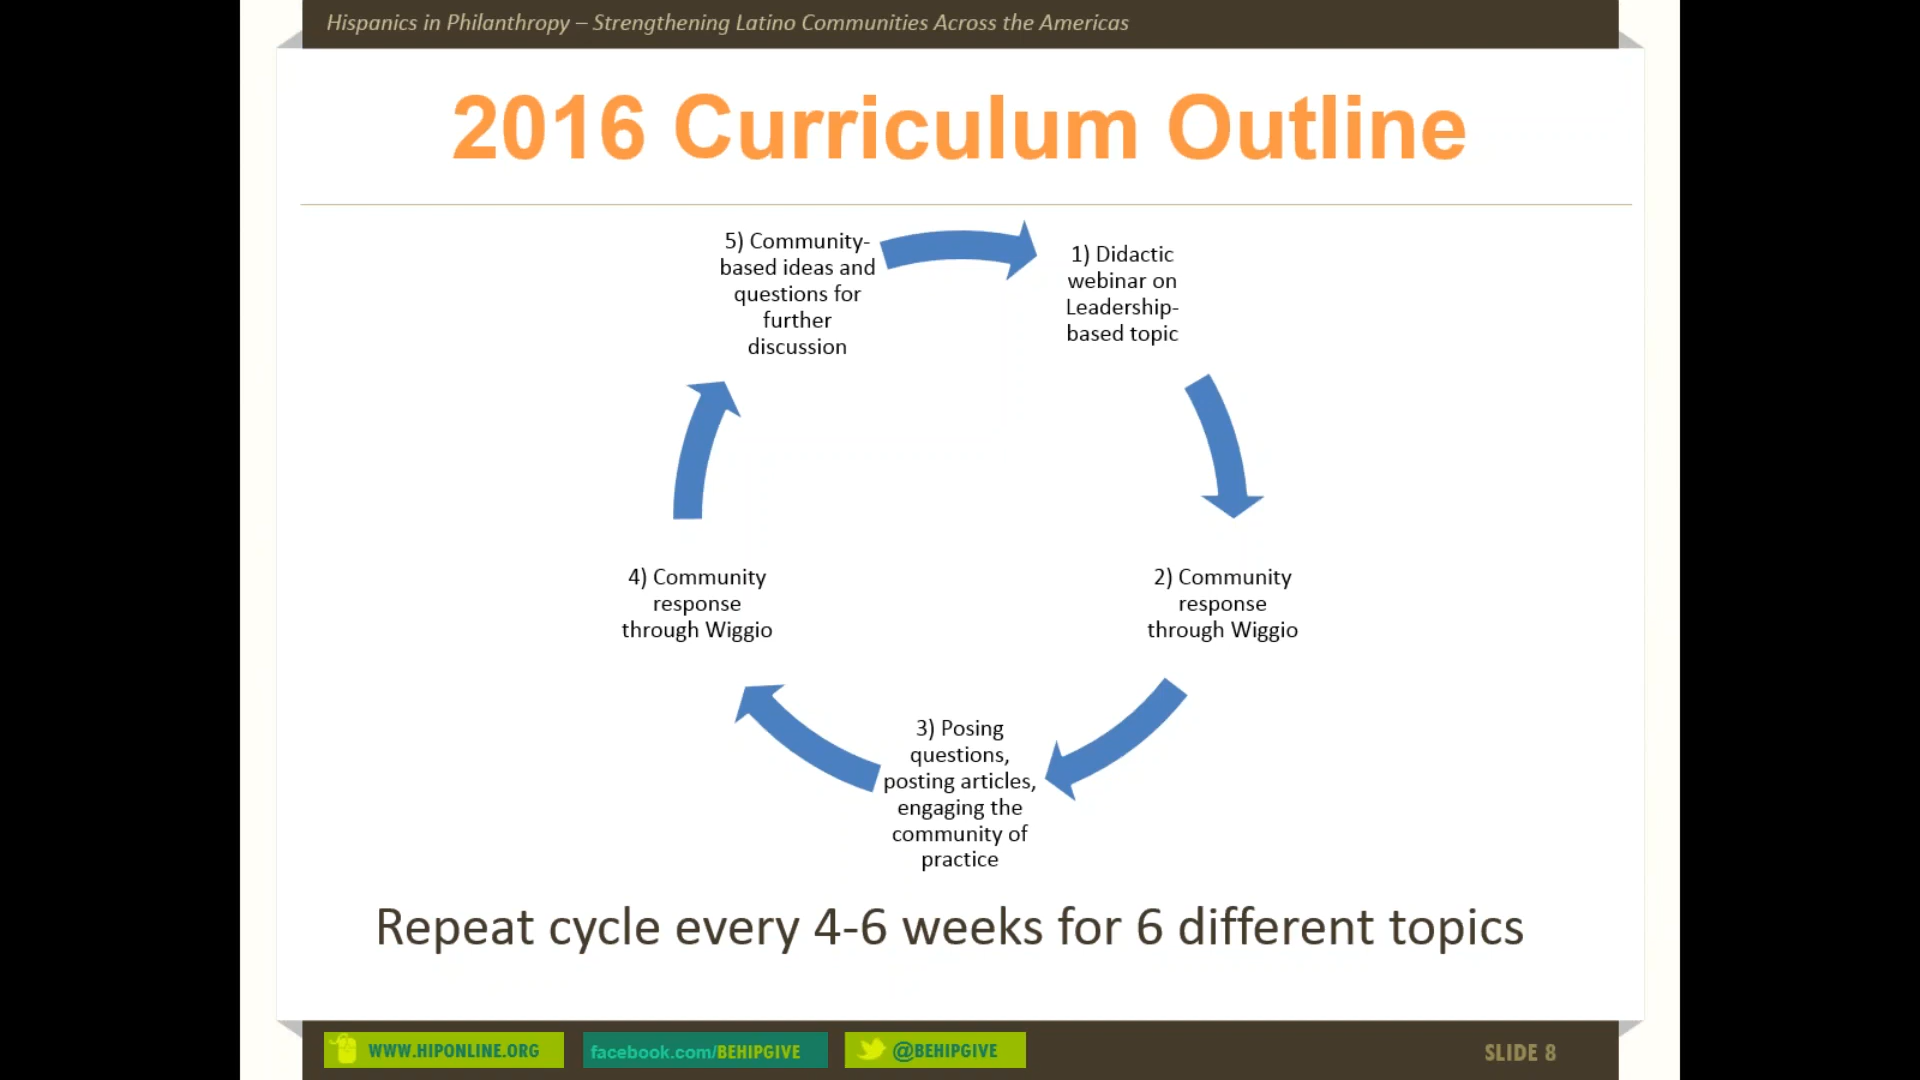 Hispanics in Philanthropy – Strengthening Latino Communities Across the Americas
2016 Curriculum Outline
5) Community-
based ideas and
questions for
further
discussion
1) Didactic
webinar on
Leadership-
based topic
4) Community
response
through Wiggio
2) Community
response
through Wiggio
3) Posing
questions,
posting articles,
engaging the
community of
practice
Repeat cycle every 4-6 weeks for 6 different topics
WWW.HIPONLINE.ORG
facebook.com/BEHIPGIVE
@BEHIPGIVE
SLIDE 8